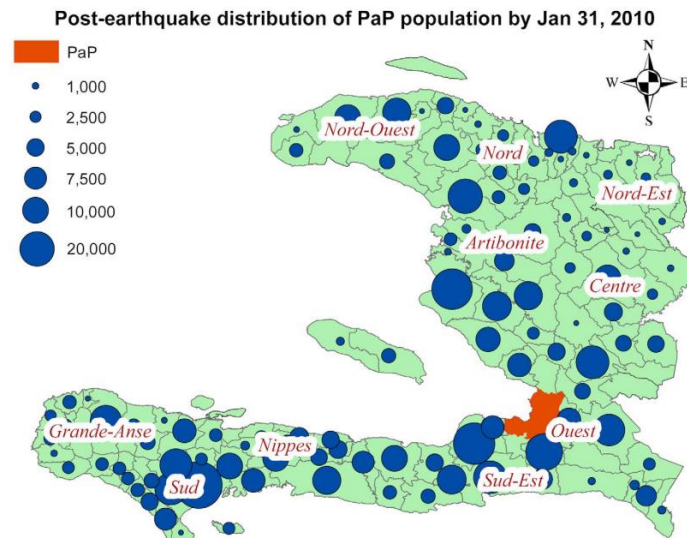 Post-earthquake distribution of PaP population by Jan 31, 2010
PaP
1,000
2,500
5,000
7,500
10,000
20,000
N
W E
S
Nord-Ouest
Nord
Nord-Est
Artibonite
Centre
Grande-Anse
Nippes
Ouest
Sud
Sud-Est